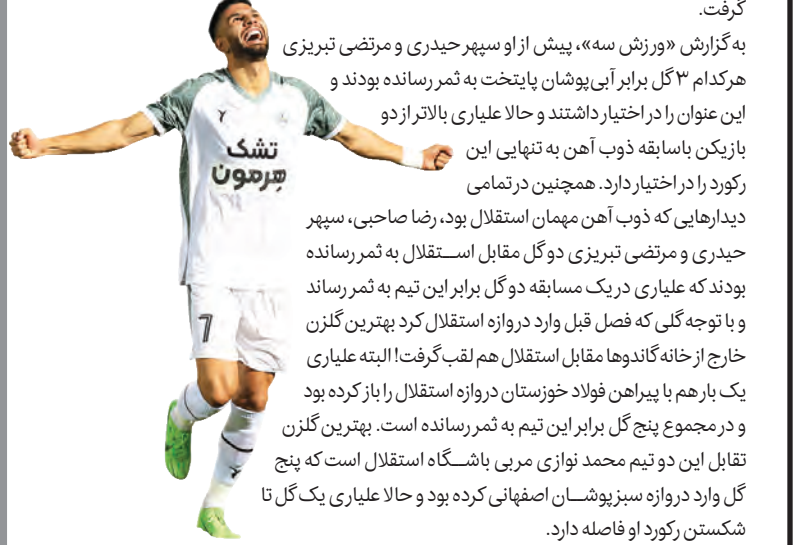 گرفت.
به گزارش «ورزش سه»، پیش از او سپهر حیدری و مرتضی تبریزی
هرکدام ۳ گل برابر آبی‌پوشان پایتخت به ثمر رسانده بودند و
این عنوان را در اختیار داشتند و حالا علیاری بالاتر از دو
بازیکن باسابقه ذوب آهن به تنهایی این
رکورد را در اختیار دارد. همچنین در تمامی
دیدارهایی که ذوب آهن مهمان استقلال بود، رضا صاحبی، سپهر
حیدری و مرتضی تبریزی دو گل مقابل اســتقلال به ثمر رسانده
بودند که علیاری در یک مسابقه دو گل برابر این تیم به ثمر رساند
و با توجه گلی که فصل قبل وارد دروازه استقلال کرد بهترین گلزن
خارج از خانه گاندوها مقابل استقلال هم لقب گرفت! البته علیاری
یک بار هم با پیراهن فولاد خوزستان دروازه استقلال را باز کرده بود
و در مجموع پنج گل برابر این تیم به ثمر رسانده است. بهترین گلزن
تقابل این دو تیم محمد نوازی مربی باشــگاه استقلال است که پنج
گل وارد دروازه سبزپوشــان اصفهانی کرده بود و حالا علیاری یک گل تا
شکستن رکورد او فاصله دارد.
تشک
هرمون
7